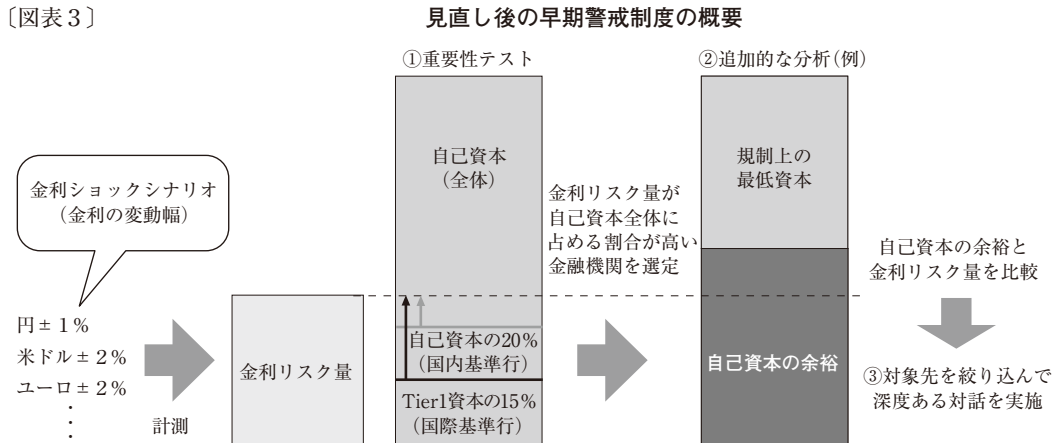 〔図表3〕
見直し後の早期警戒制度の概要
①重要性テスト
②追加的な分析(例)
金利ショックシナリオ
(金利の変動幅)
円±1%
米ドル±2%
ユーロ±2%
・
・
・
計測
金利リスク量
自己資本
(全体)
自己資本の20%
(国内基準行)
Tier1資本の15%
(国際基準行)
金利リスク量が
自己資本全体に
占める割合が高い
金融機関を選定
規制上の
最低資本
自己資本の余裕
自己資本の余裕と
金利リスク量を比較
③対象先を絞り込んで
深度ある対話を実施